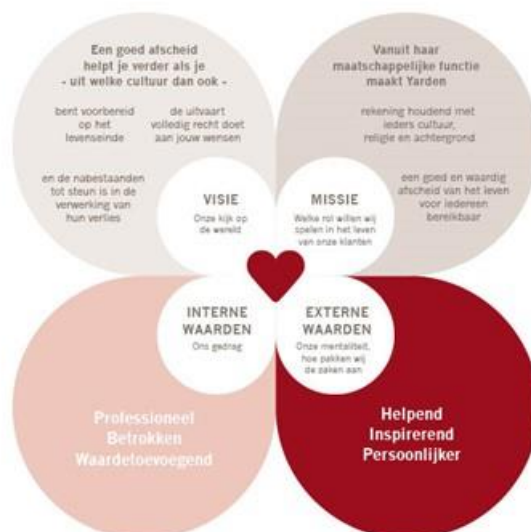 Een goed afscheid
helpt je verder als je
- uit welke cultuur dan ook -
bent voorbereid
op het
levenseinde
de uitvaart
volledig recht doet
aan jouw wensen
en de nabestaanden
tot steun is in de
verwerking van
hun verlies
VISIE
Onze kijk op
de wereld
Vanuit haar
maatschappelijke functie
maakt Yarden
rekening houdend met
ieders cultuur,
religie en achtergrond
een goed en waardig
afscheid van het leven
voor iedereen
bereikbaar
MISSIE
Welke rol willen wij
spelen in het leven
van onze klanten
INTERNE
WAARDEN
Ons gedrag
Professioneel
Betrokken
Waardetoevoegend
EXTERNE
WAARDEN
Onze mentaliteit,
hoe pakken wij
de zaken aan
Helpend
Inspirerend
Persoonlijker